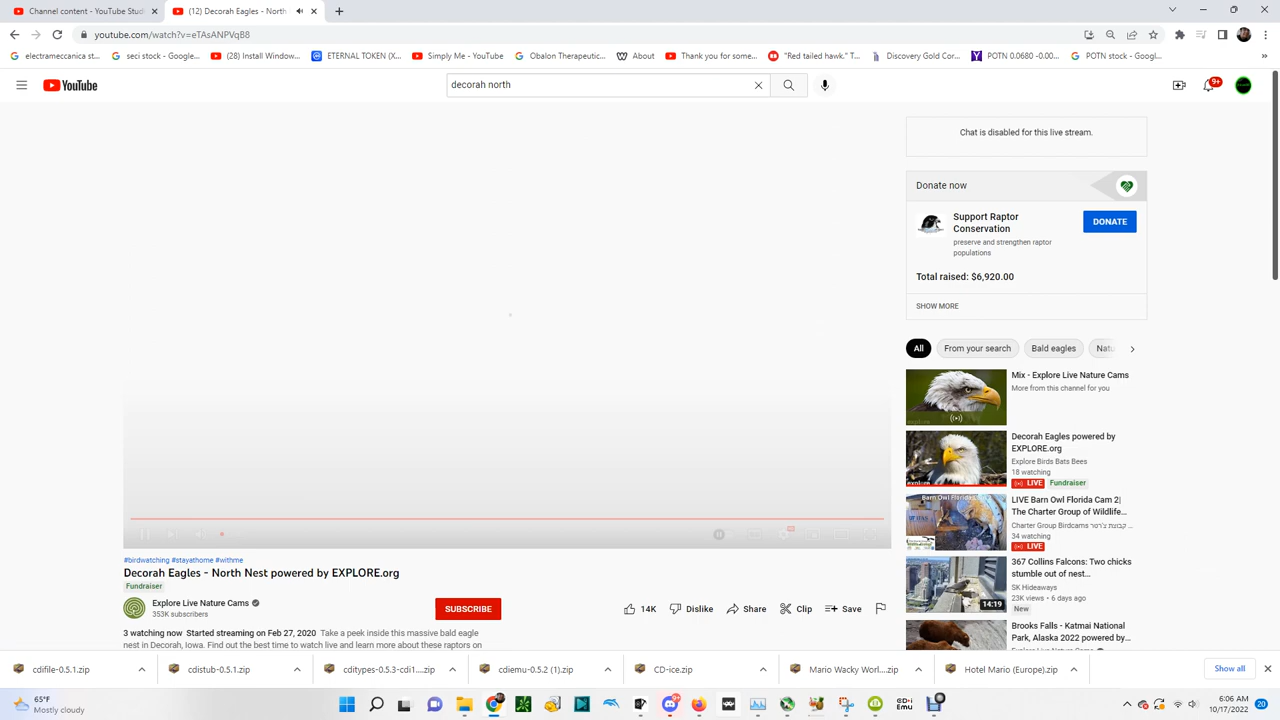 Channel content - YouTube Studi
(12) Decorah Eagles - North
youtube.com/watch?v=eTAsANPVqB8
electrameccanica st...
seci stock - Google...
(28) Install Window...
ETERNAL TOKEN (X...
Simply Me - YouTube
Obalon Therapeutic...
About
Thank you for some...
"Red tailed hawk." T...
Discovery Gold Cor...
POTN 0.0680 -0.00...
POTN stock - Googl...
YouTube
decorah north
9+
Chat is disabled for this live stream.
Donate now
Support Raptor
Conservation
preserve and strengthen raptor
populations
DONATE
Total raised: $6,920.00
SHOW MORE
All
From your search
Bald eagles
Natu
Mix - Explore Live Nature Cams
More from this channel for you
explore
Decorah Eagles powered by
EXPLORE.org
Explore Birds Bats Bees
18 watching
LIVE Fundraiser
explore
Barn Owl Florida
LIVE Barn Owl Florida Cam 2|
The Charter Group of Wildlife...
Charter Group Birdcams קבוצת צ'רטר ...
34 watching
LIVE
367 Collins Falcons: Two chicks
stumble out of nest...
SK Hideaways
23K views • 6 days ago
New
14:19
Brooks Falls - Katmai National
Park, Alaska 2022 powered by...
#birdwatching #stayathome #withme
Decorah Eagles - North Nest powered by EXPLORE.org
Fundraiser
Explore Live Nature Cams
353K subscribers
SUBSCRIBE
14K
Dislike
Share
Clip
Save
3 watching now Started streaming on Feb 27, 2020 Take a peek inside this massive bald eagle
nest in Decorah, Iowa. Find out the best time to watch live and learn more about these raptors on
cdifile-0.5.1.zip
cdistub-0.5.1.zip
cditypes-0.5.3-cdi1....zip
cdiemu-0.5.2 (1).zip
CD-ice.zip
Mario Wacky Worl....zip
Hotel Mario (Europe).zip
Show all
65°F
Mostly cloudy
9+
6:06 AM
10/17/2022
20